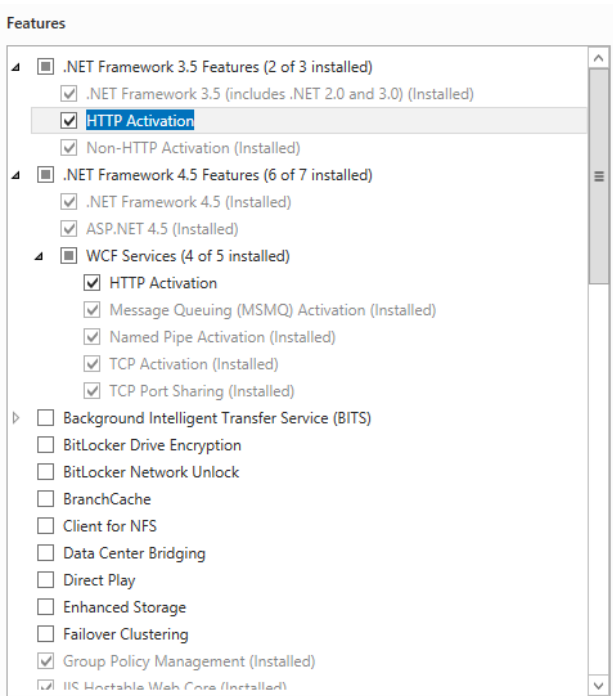 Features
.NET Framework 3.5 Features (2 of 3 installed)
.NET Framework 3.5 (includes .NET 2.0 and 3.0) (Installed)
HTTP Activation
Non-HTTP Activation (Installed)
.NET Framework 4.5 Features (6 of 7 installed)
.NET Framework 4.5 (Installed)
ASP.NET 4.5 (Installed)
WCF Services (4 of 5 installed)
HTTP Activation
Message Queuing (MSMQ) Activation (Installed)
Named Pipe Activation (Installed)
TCP Activation (Installed)
TCP Port Sharing (Installed)
Background Intelligent Transfer Service (BITS)
BitLocker Drive Encryption
BitLocker Network Unlock
BranchCache
Client for NFS
Data Center Bridging
Direct Play
Enhanced Storage
Failover Clustering
Group Policy Management (Installed)
IIS Hostable Web Core (Installed)